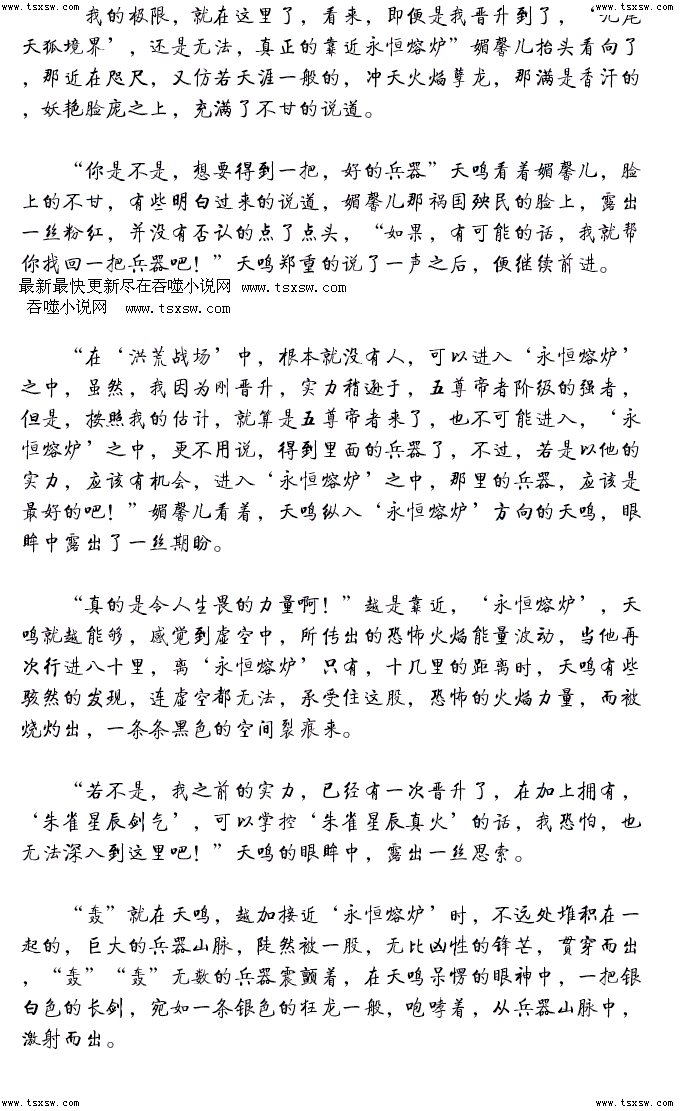 www.tsxsw.com www.tsxsw.com
我的极限，就在这里了，看来，即便是我晋升到了，‘九尾
天狐境界’，还是无法，真正的靠近永恒熔炉”媚馨儿抬头看向了
，那近在咫尺，又仿若天涯一般的，冲天火焰孽龙，那满是香汗的
，妖艳脸庞之上，充满了不甘的说道。
“你是不是，想要得到一把，好的兵器”天鸣看着媚馨儿，脸
上的不甘，有些明白过来的说道，媚馨儿那祸国殃民的脸上，露出
一丝粉红，并没有否认的点了点头，“如果，有可能的话，我就帮
你找回一把兵器吧！”天鸣郑重的说了一声之后，便继续前进。
最新最快更新尽在吞噬小说网 www.tsxsw.com
吞噬小说网 www.tsxsw.com
“在‘洪荒战场’中，根本就没有人，可以进入‘永恒熔炉’
之中，虽然，我因为刚晋升，实力稍逊于，五尊帝者阶级的强者，
但是，按照我的估计，就算是五尊帝者来了，也不可能进入，‘永
恒熔炉’之中，更不用说，得到里面的兵器了，不过，若是以他的
实力，应该有机会，进入‘永恒熔炉’之中，那里的兵器，应该是
最好的吧！”媚馨儿看着，天鸣纵入‘永恒熔炉’方向的天鸣，眼
眸中露出了一丝期盼。
“真的是令人生畏的力量啊！”越是靠近，‘永恒熔炉’，天
鸣就越能够，感觉到虚空中，所传出的恐怖火焰能量波动，当他再
次行进八十里，离‘永恒熔炉’只有，十几里的距离时，天鸣有些
骇然的发现，连虚空都无法，承受住这股，恐怖的火焰力量，而被
烧灼出，一条条黑色的空间裂痕来。
“若不是，我之前的实力，已经有一次晋升了，在加上拥有，
‘朱雀星辰剑气’，可以掌控‘朱雀星辰真火’的话，我恐怕，也
无法深入到这里吧！”天鸣的眼眸中，露出一丝思索。
“轰”就在天鸣，越加接近‘永恒熔炉’时，不远处堆积在一
起的，巨大的兵器山脉，陡然被一股，无比凶性的锋芒，贯穿而出
，“轰”“轰”无数的兵器震颤着，在天鸣呆愣的眼神中，一把银
白色的长剑，宛如一条银色的狂龙一般，咆哮着，从兵器山脉中，
激射而出。
www.tsxsw.com www.tsxsw.com